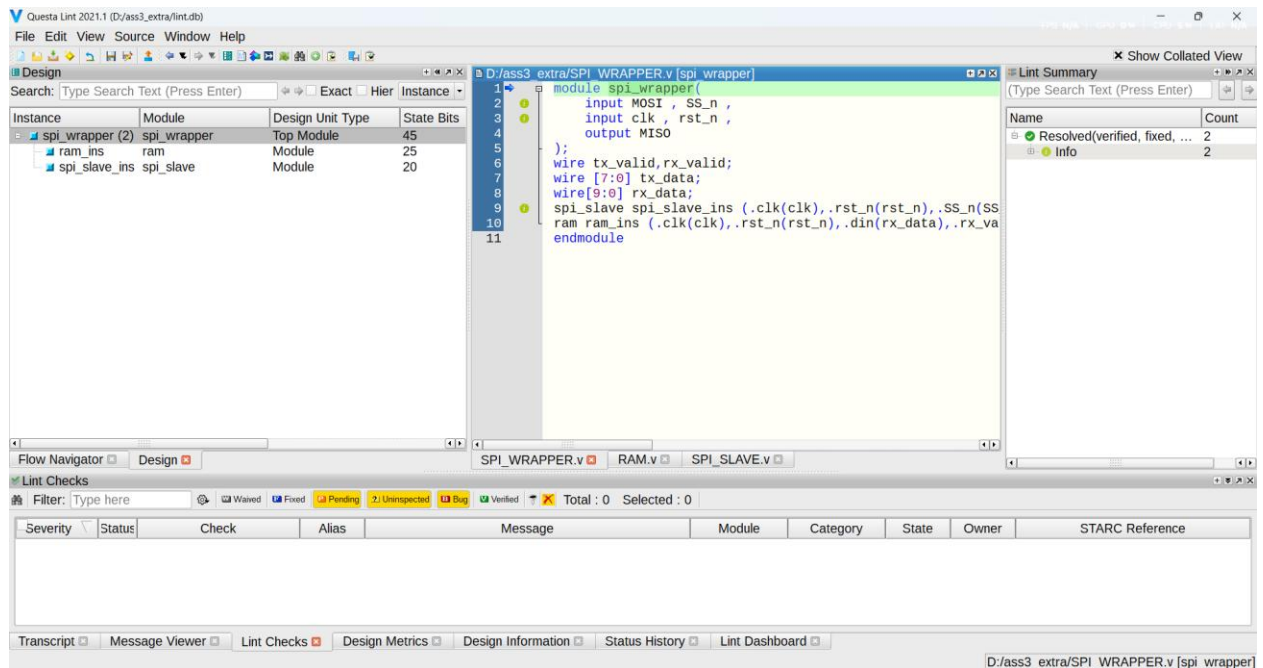 Questa Lint 2021.1 (D:/ass3_extra/lint.db)
File Edit View Source Window Help
Show Collated View
Design
Search: Type Search Text (Press Enter) Exact Hier Instance
Instance Module Design Unit Type State Bits
spi_wrapper (2) spi_wrapper Top Module 45
ram_ins ram Module 25
spi_slave_ins spi_slave Module 20
Flow Navigator Design
D:/ass3_extra/SPI_WRAPPER.v [spi_wrapper]
1 module spi_wrapper(
2 input MOSI , SS_n ,
3 input clk , rst_n ,
4 output MISO
5 );
6 wire tx_valid,rx_valid;
7 wire [7:0] tx_data;
8 wire[9:0] rx_data;
9 spi_slave spi_slave_ins (.clk(clk),.rst_n(rst_n),.SS_n(SS
10 ram ram_ins (.clk(clk),.rst_n(rst_n),.din(rx_data),.rx_va
11 endmodule
SPI_WRAPPER.v RAM.v SPI_SLAVE.v
Lint Summary
(Type Search Text (Press Enter)
Name Count
Resolved(verified, fixed, ... 2
Info 2
Lint Checks
Filter: Type here Waived Fixed Pending Uninspected Bug Verified Total : 0 Selected : 0
Severity Status Check Alias Message Module Category State Owner STARC Reference
Transcript Message Viewer Lint Checks Design Metrics Design Information Status History Lint Dashboard
D:/ass3_extra/SPI_WRAPPER.v [spi_wrapper]